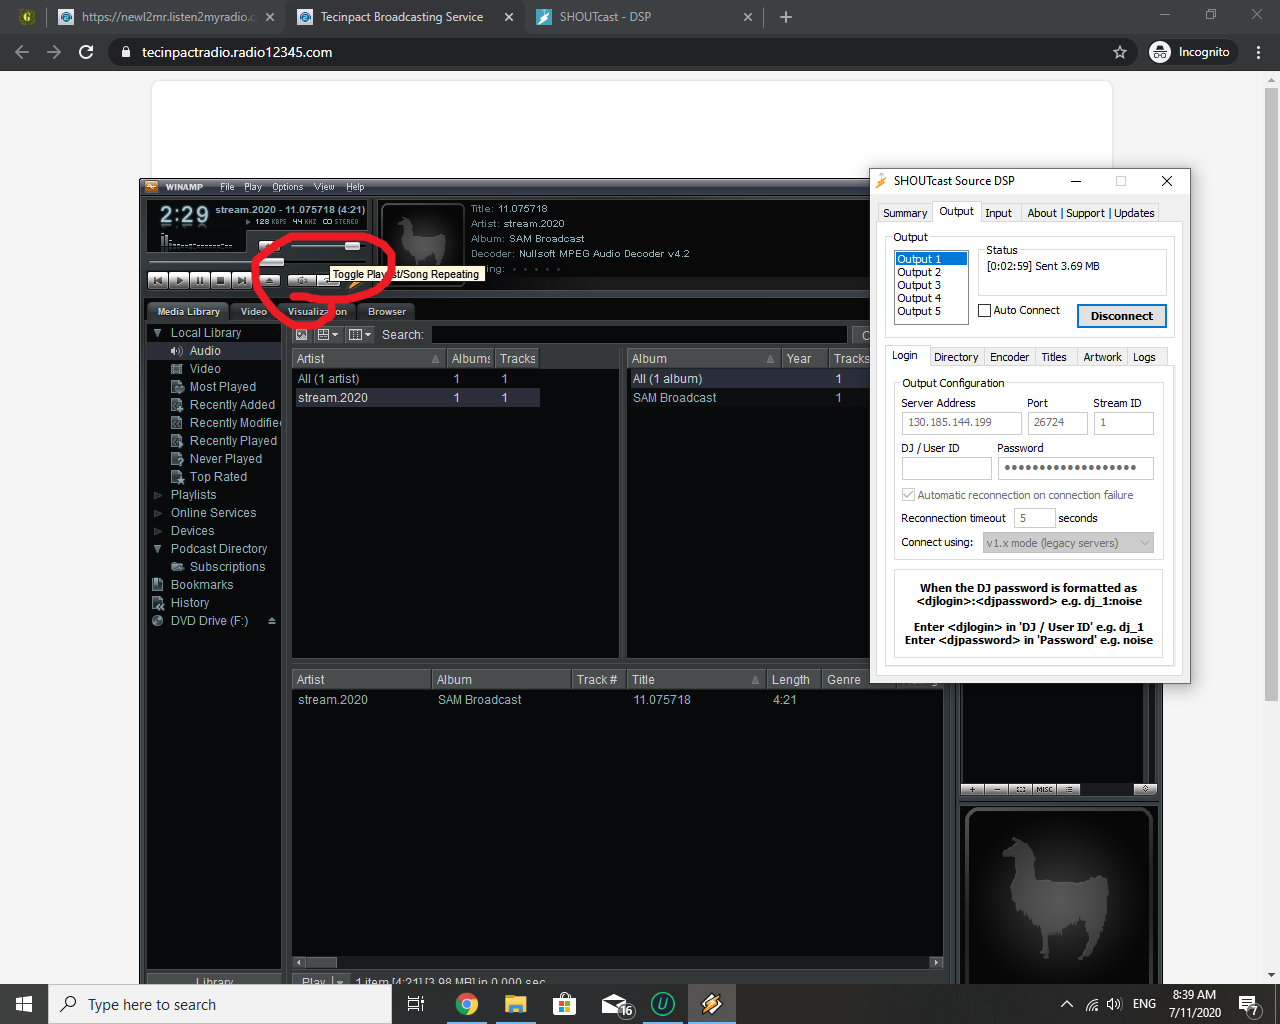 https://newl2mr.listen2myradio.c
Tecinpact Broadcasting Service
SHOUTcast - DSP
tecinpactradio.radio12345.com
Incognito
WINAMP File Play Options View Help
2:29
stream.2020 - 11.075718 (4:21)
128 KBPS 44 KHZ STEREO
Title: 11.075718
Artist: stream.2020
Album: SAM Broadcast
Decoder: Nullsoft MPEG Audio Decoder v4.2
Toggle Playlist/Song Repeating
Media Library Video Visualization Browser
Local Library
Audio
Video
Most Played
Recently Added
Recently Modifie
Recently Played
Never Played
Top Rated
Playlists
Online Services
Devices
Podcast Directory
Subscriptions
Bookmarks
History
DVD Drive (F:)
Library
Search:
Artist Albums Tracks
All (1 artist) 1 1
stream.2020 1 1
Album Year Tracks
All (1 album) 1
SAM Broadcast 1
Artist Album Track # Title Length Genre
stream.2020 SAM Broadcast 11.075718 4:21
Play 1 item [4:21] [3.98 MB] in 0.000 sec.
MISC
SHOUTcast Source DSP
Summary Output Input About | Support | Updates
Output
Output 1
Output 2
Output 3
Output 4
Output 5
Status
[0:02:59] Sent 3.69 MB
Auto Connect
Disconnect
Login Directory Encoder Titles Artwork Logs
Output Configuration
Server Address Port Stream ID
130.185.144.199 26724 1
DJ / User ID Password
Automatic reconnection on connection failure
Reconnection timeout 5 seconds
Connect using: v1.x mode (legacy servers)
When the DJ password is formatted as
<djlogin>:<djpassword> e.g. dj_1:noise
Enter <djlogin> in 'DJ / User ID' e.g. dj_1
Enter <djpassword> in 'Password' e.g. noise
Type here to search
16
ENG
8:39 AM
7/11/2020
7